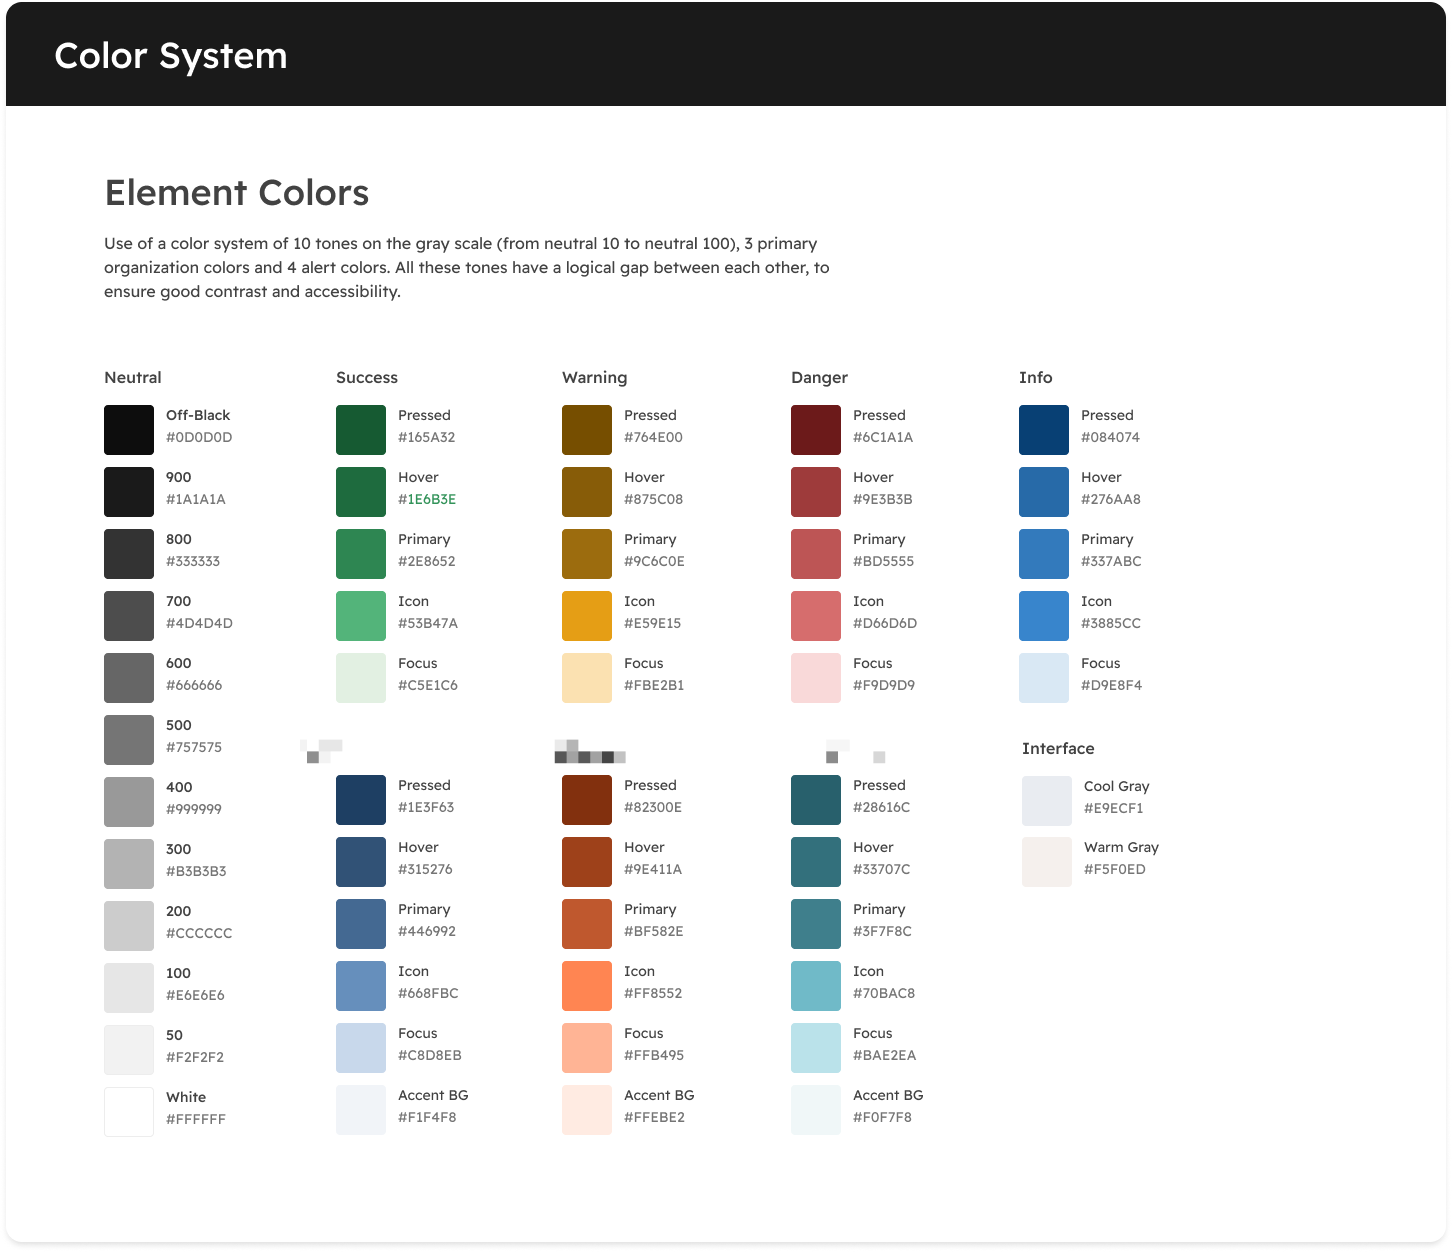 Color System
Element Colors
Use of a color system of 10 tones on the gray scale (from neutral 10 to neutral 100), 3 primary
organization colors and 4 alert colors. All these tones have a logical gap between each other, to
ensure good contrast and accessibility.
Neutral
Off-Black
#0D0D0D
900
#1A1A1A
800
#333333
700
#4D4D4D
600
#666666
500
#757575
400
#999999
300
#B3B3B3
200
#CCCCCC
100
#E6E6E6
50
#F2F2F2
White
#FFFFFF
Success
Pressed
#165A32
Hover
#1E6B3E
Primary
#2E8652
Icon
#53B47A
Focus
#C5E1C6
Pressed
#1E3F63
Hover
#315276
Primary
#446992
Icon
#668FBC
Focus
#C8D8EB
Accent BG
#F1F4F8
Warning
Pressed
#764E00
Hover
#875C08
Primary
#9C6C0E
Icon
#E59E15
Focus
#FBE2B1
Pressed
#82300E
Hover
#9E411A
Primary
#BF582E
Icon
#FF8552
Focus
#FFB495
Accent BG
#FFEBE2
Danger
Pressed
#6C1A1A
Hover
#9E3B3B
Primary
#BD5555
Icon
#D66D6D
Focus
#F9D9D9
Pressed
#28616C
Hover
#33707C
Primary
#3F7F8C
Icon
#70BAC8
Focus
#BAE2EA
Accent BG
#F0F7F8
Info
Pressed
#084074
Hover
#276AA8
Primary
#337ABC
Icon
#3885CC
Focus
#D9E8F4
Interface
Cool Gray
#E9ECF1
Warm Gray
#F5F0ED